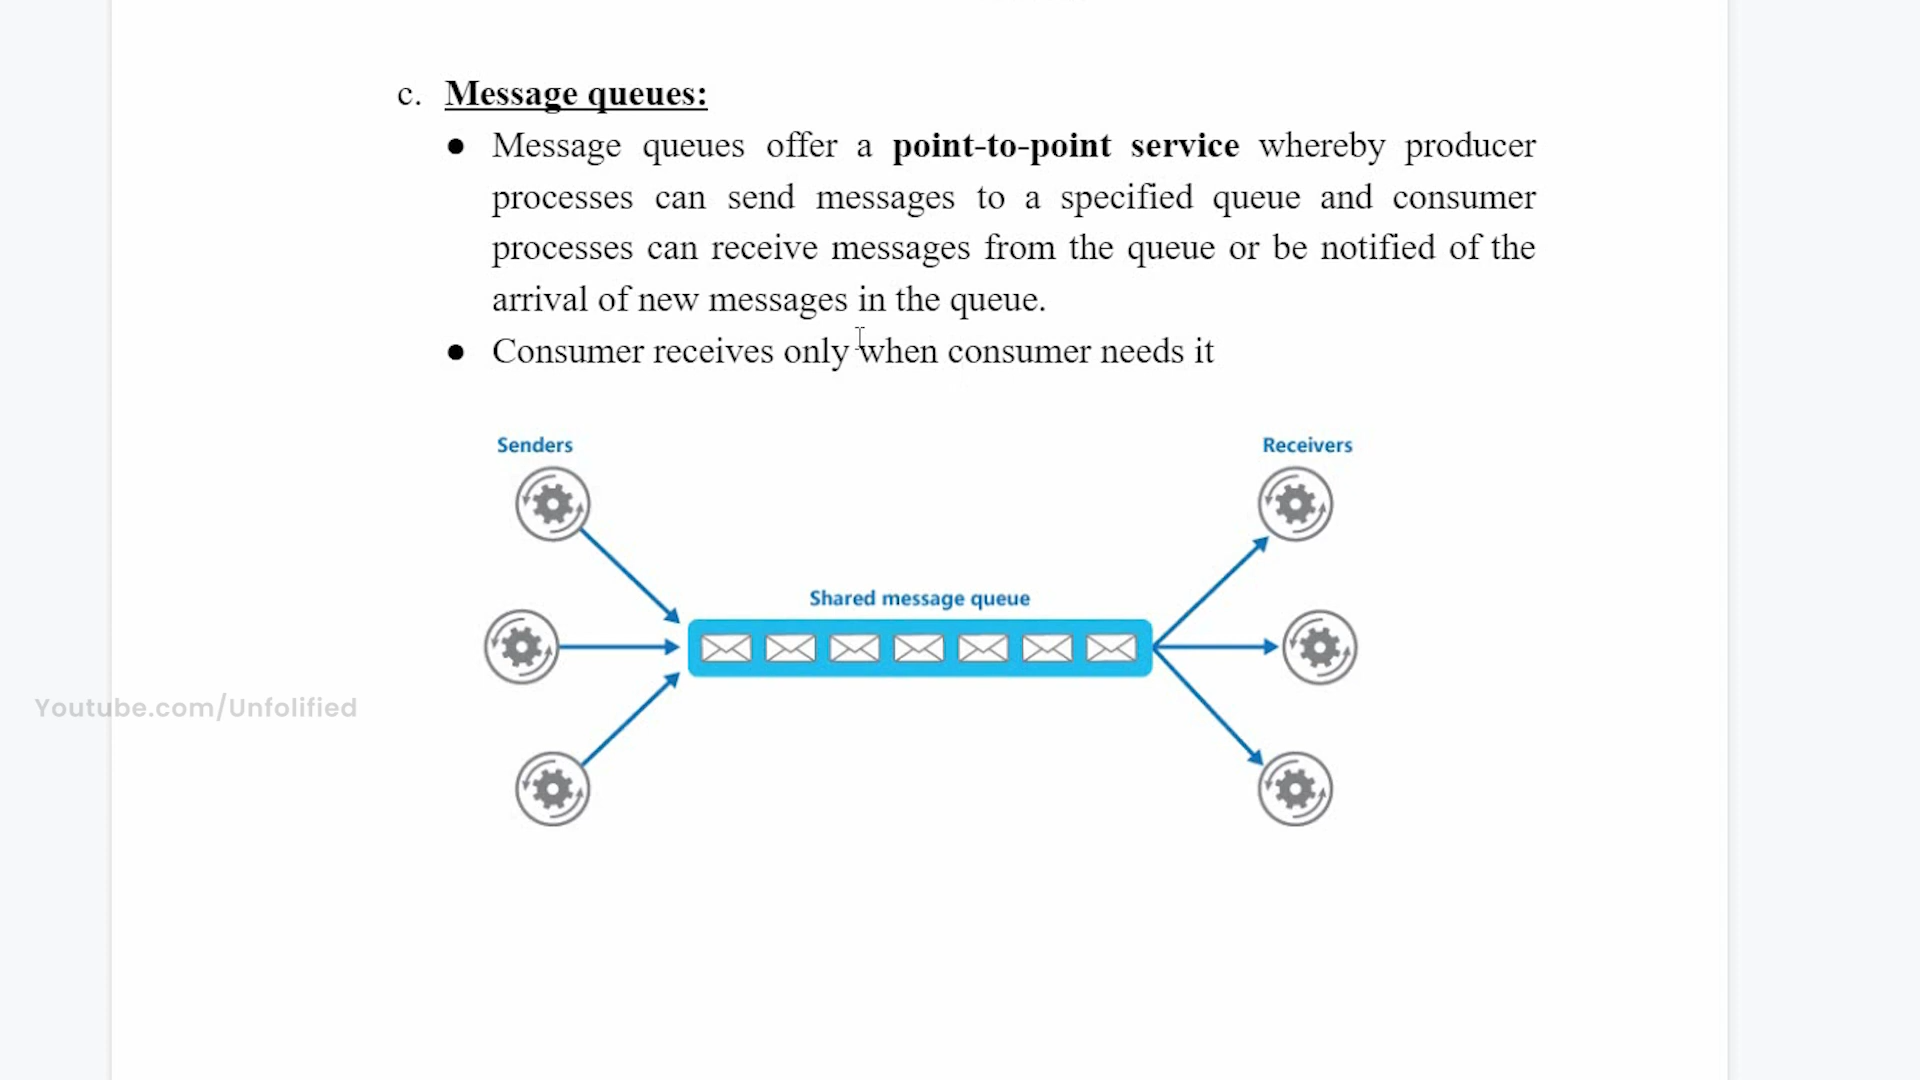 c. Message queues:
● Message queues offer a point-to-point service whereby producer
processes can send messages to a specified queue and consumer
processes can receive messages from the queue or be notified of the
arrival of new messages in the queue.
● Consumer receives only when consumer needs it
Senders
Receivers
Shared message queue
Youtube.com/Unfolified